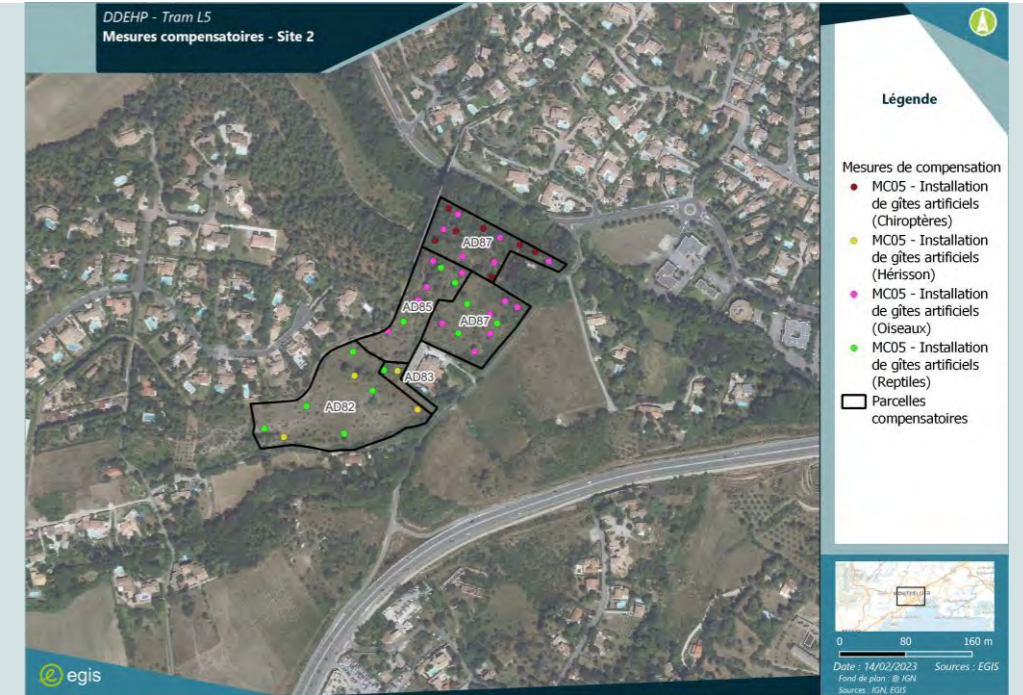 DDEHP - Tram L5
Mesures compensatoires - Site 2
AD87
AD85
AD87
AD83
AD82
Légende
Mesures de compensation
MC05 - Installation
de gîtes artificiels
(Chiroptères)
MC05 - Installation
de gîtes artificiels
(Hérisson)
MC05 - Installation
de gîtes artificiels
(Oiseaux)
MC05 - Installation
de gîtes artificiels
(Reptiles)
Parcelles
compensatoires
0 80 160 m
Date : 14/02/2023 Sources : EGIS
Fond de plan : @ IGN
Sources : IGN, EGIS
egis